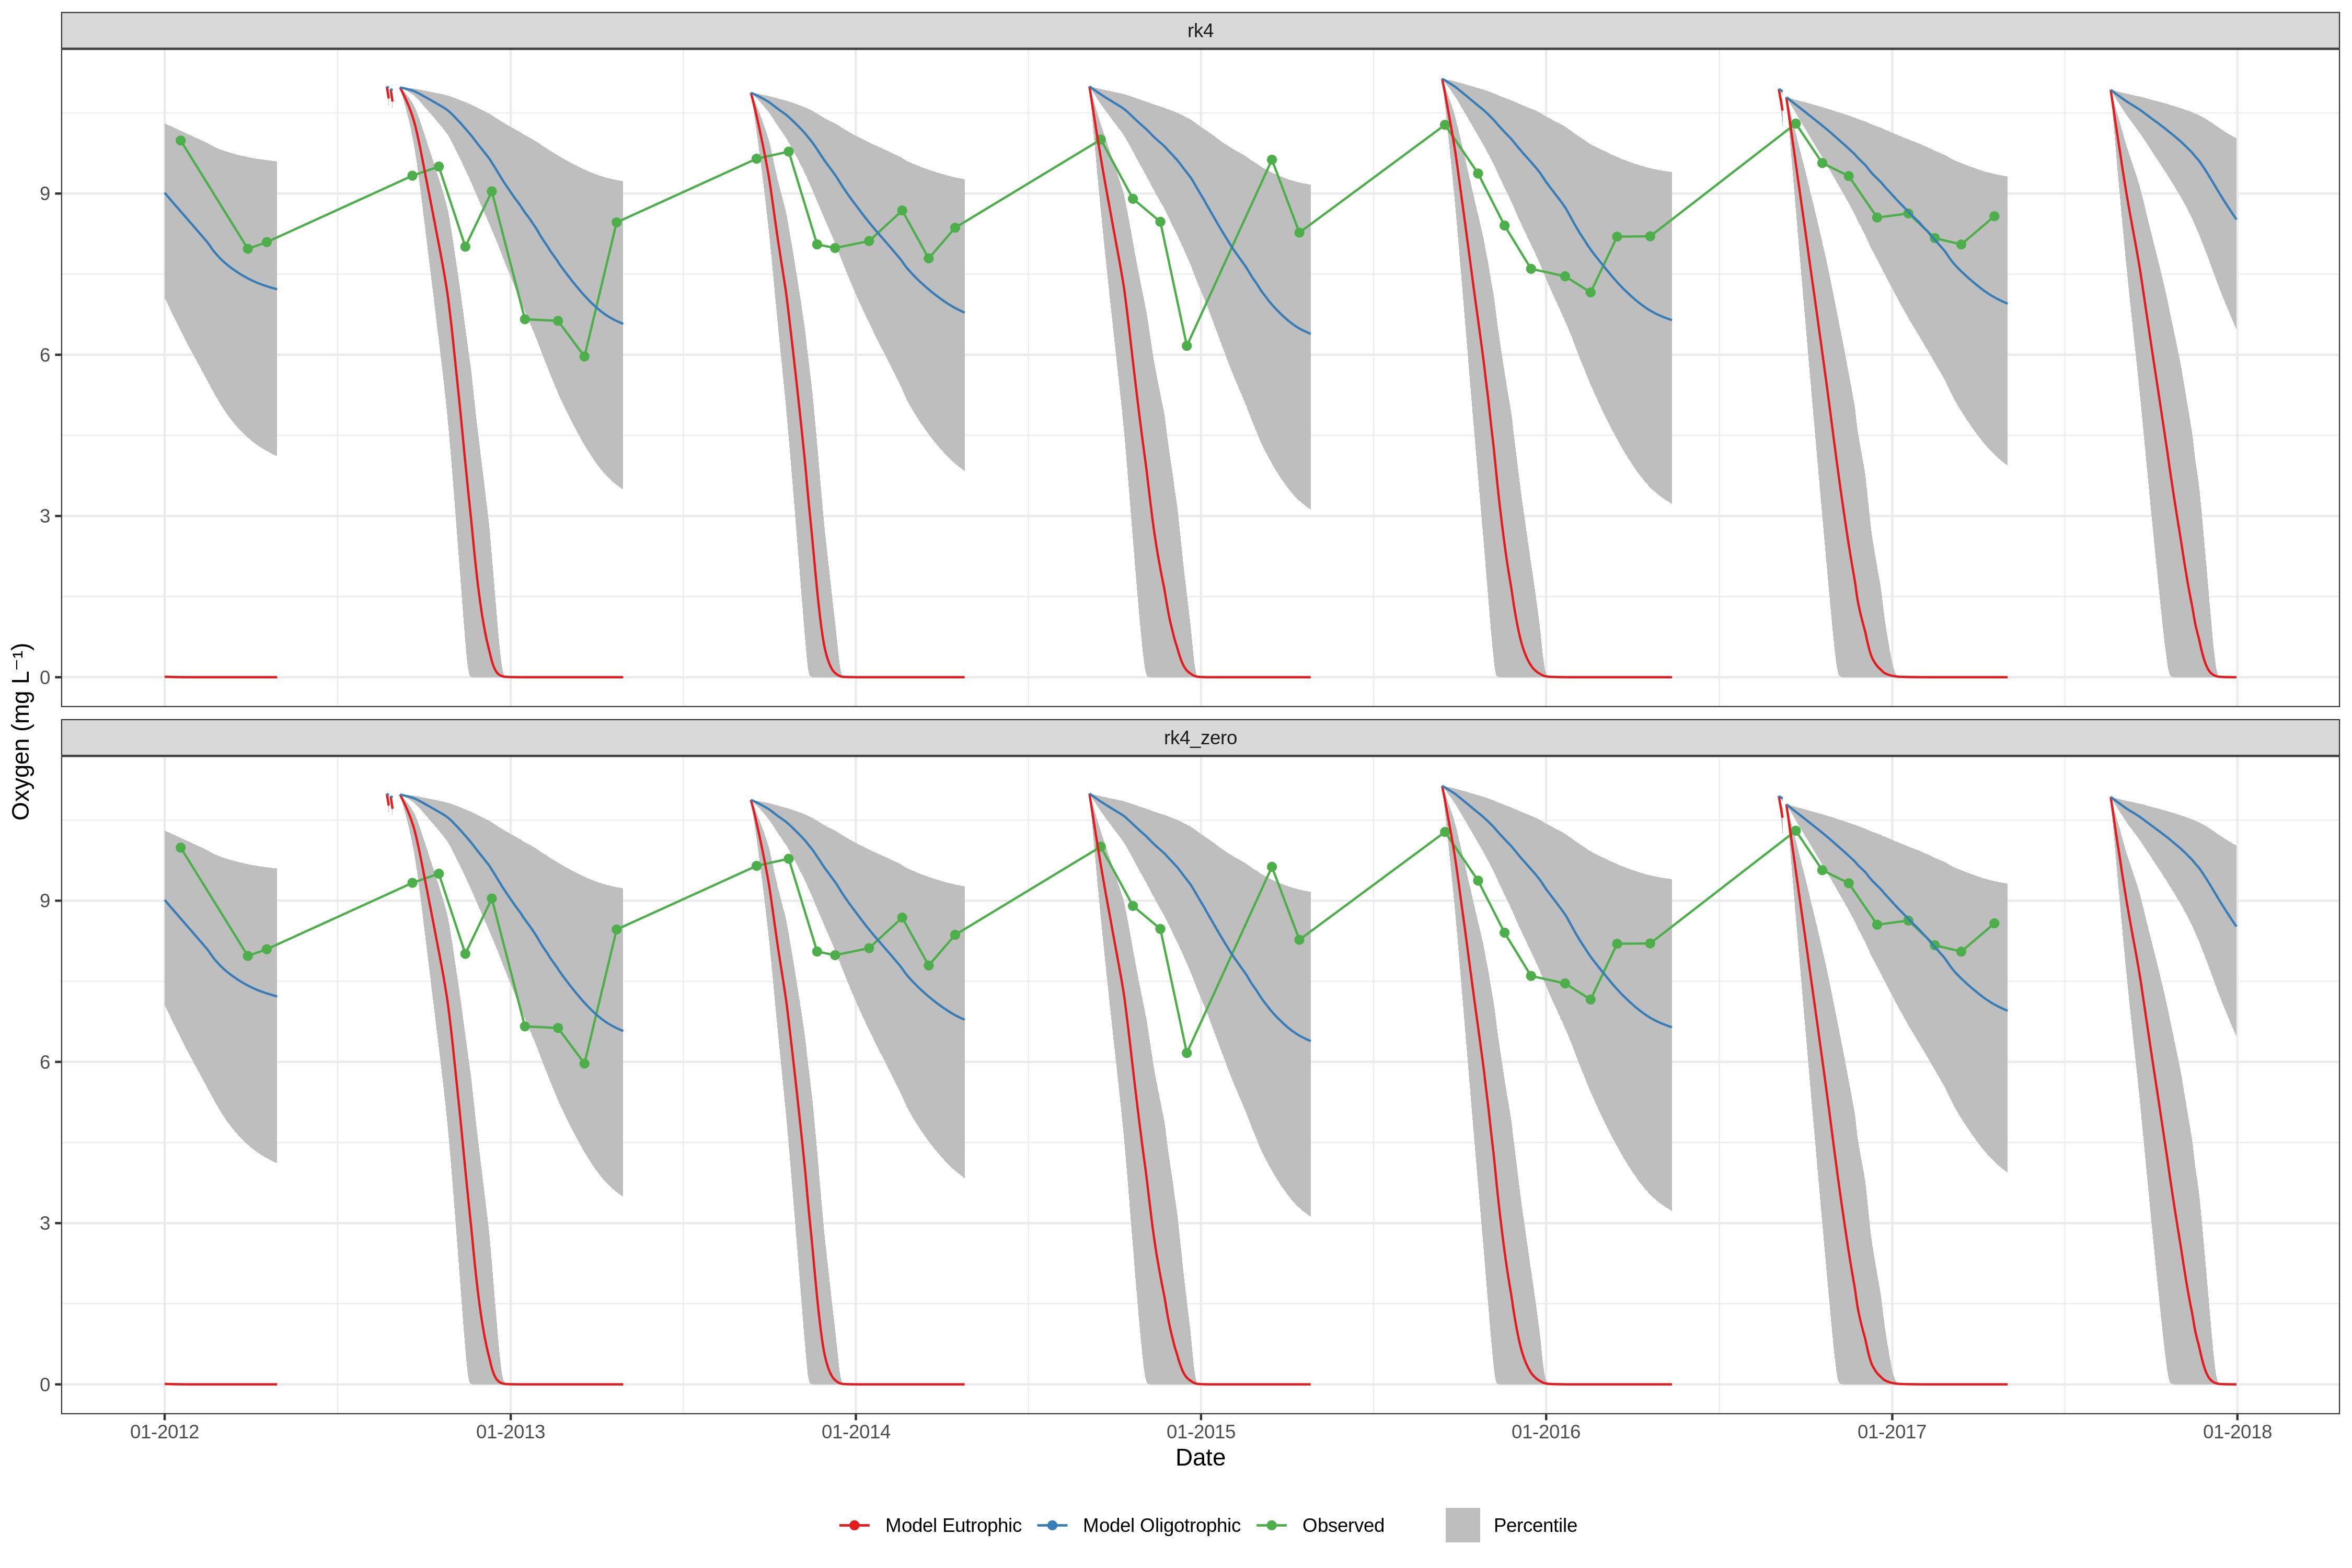 rk4
9
6
3
0
Oxygen (mg L⁻¹)
rk4_zero
9
6
3
0
01-2012 01-2013 01-2014 01-2015 01-2016 01-2017 01-2018
Date
Model Eutrophic Model Oligotrophic Observed Percentile